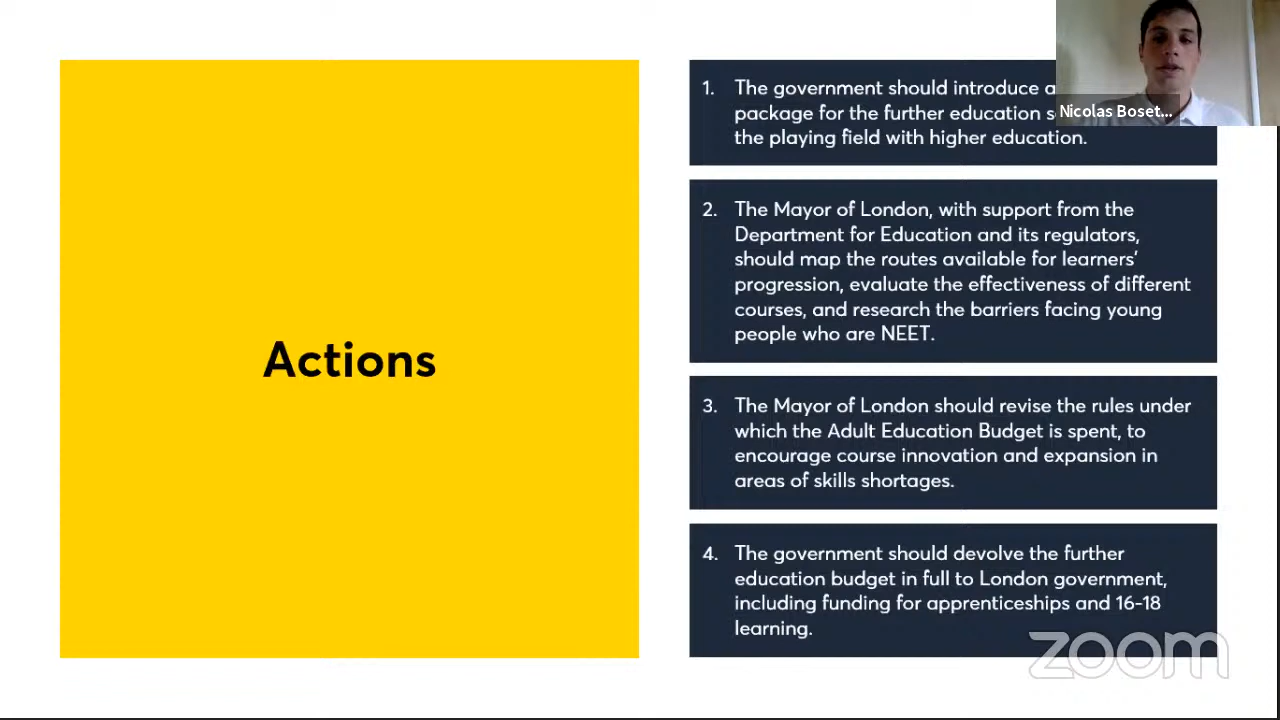 Actions
1. The government should introduce a
package for the further education
the playing field with higher education.
2. The Mayor of London, with support from the
Department for Education and its regulators,
should map the routes available for learners'
progression, evaluate the effectiveness of different
courses, and research the barriers facing young
people who are NEET.
3. The Mayor of London should revise the rules under
which the Adult Education Budget is spent, to
encourage course innovation and expansion in
areas of skills shortages.
4. The government should devolve the further
education budget in full to London government,
including funding for apprenticeships and 16-18
learning.
Nicolas Boset...
zoom